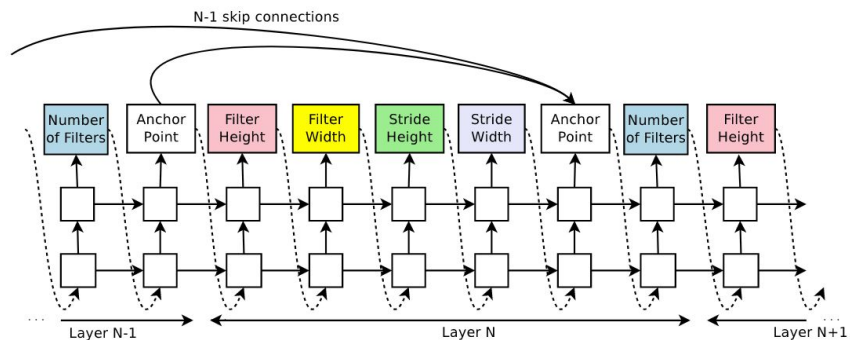 N-1 skip connections
Number
of Filters
Anchor
Point
Filter
Height
Filter
Width
Stride
Height
Stride
Width
Anchor
Point
Number
of Filters
Filter
Height
...
...
Layer N-1
Layer N
Layer N+1